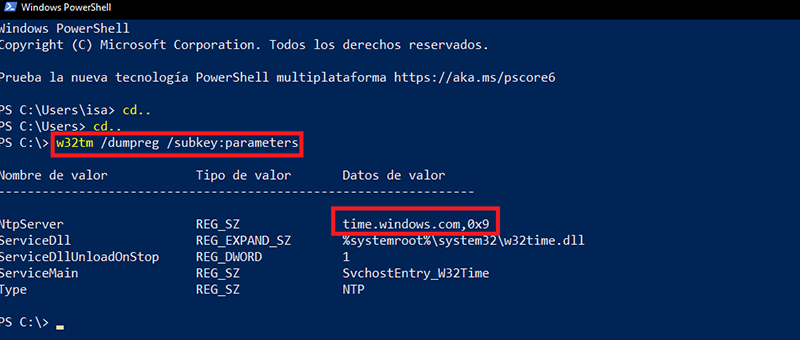 Windows PowerShell
Windows PowerShell
Copyright (C) Microsoft Corporation. Todos los derechos reservados.
Prueba la nueva tecnología PowerShell multiplataforma https://aka.ms/pscore6
PS C:\Users\isa> cd..
PS C:\Users> cd..
PS C:\> w32tm /dumpreg /subkey:parameters
Nombre de valor Tipo de valor Datos de valor
-----------------------------------------------------------------
NtpServer REG_SZ time.windows.com,0x9
ServiceDll REG_EXPAND_SZ %systemroot%\system32\w32time.dll
ServiceDllUnloadOnStop REG_DWORD 1
ServiceMain REG_SZ SvchostEntry_W32Time
Type REG_SZ NTP
PS C:\> _